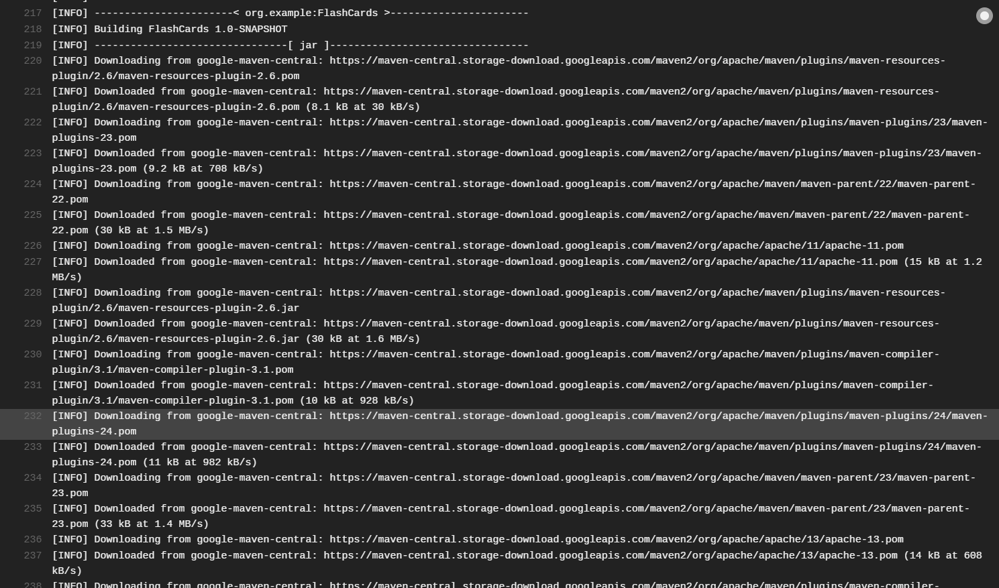 217 [INFO] -----------------------< org.example:FlashCards >-----------------------
218 [INFO] Building FlashCards 1.0-SNAPSHOT
219 [INFO] --------------------------------[ jar ]---------------------------------
220 [INFO] Downloading from google-maven-central: https://maven-central.storage-download.googleapis.com/maven2/org/apache/maven/plugins/maven-resources-
plugin/2.6/maven-resources-plugin-2.6.pom
221 [INFO] Downloaded from google-maven-central: https://maven-central.storage-download.googleapis.com/maven2/org/apache/maven/plugins/maven-resources-
plugin/2.6/maven-resources-plugin-2.6.pom (8.1 kB at 30 kB/s)
222 [INFO] Downloading from google-maven-central: https://maven-central.storage-download.googleapis.com/maven2/org/apache/maven/plugins/maven-plugins/23/maven-
plugins-23.pom
223 [INFO] Downloaded from google-maven-central: https://maven-central.storage-download.googleapis.com/maven2/org/apache/maven/plugins/maven-plugins/23/maven-
plugins-23.pom (9.2 kB at 708 kB/s)
224 [INFO] Downloading from google-maven-central: https://maven-central.storage-download.googleapis.com/maven2/org/apache/maven/maven-parent/22/maven-parent-
22.pom
225 [INFO] Downloaded from google-maven-central: https://maven-central.storage-download.googleapis.com/maven2/org/apache/maven/maven-parent/22/maven-parent-
22.pom (30 kB at 1.5 MB/s)
226 [INFO] Downloading from google-maven-central: https://maven-central.storage-download.googleapis.com/maven2/org/apache/apache/11/apache-11.pom
227 [INFO] Downloaded from google-maven-central: https://maven-central.storage-download.googleapis.com/maven2/org/apache/apache/11/apache-11.pom (15 kB at 1.2
MB/s)
228 [INFO] Downloading from google-maven-central: https://maven-central.storage-download.googleapis.com/maven2/org/apache/maven/plugins/maven-resources-
plugin/2.6/maven-resources-plugin-2.6.jar
229 [INFO] Downloaded from google-maven-central: https://maven-central.storage-download.googleapis.com/maven2/org/apache/maven/plugins/maven-resources-
plugin/2.6/maven-resources-plugin-2.6.jar (30 kB at 1.6 MB/s)
230 [INFO] Downloading from google-maven-central: https://maven-central.storage-download.googleapis.com/maven2/org/apache/maven/plugins/maven-compiler-
plugin/3.1/maven-compiler-plugin-3.1.pom
231 [INFO] Downloaded from google-maven-central: https://maven-central.storage-download.googleapis.com/maven2/org/apache/maven/plugins/maven-compiler-
plugin/3.1/maven-compiler-plugin-3.1.pom (10 kB at 928 kB/s)
232 [INFO] Downloading from google-maven-central: https://maven-central.storage-download.googleapis.com/maven2/org/apache/maven/plugins/maven-plugins/24/maven-
plugins-24.pom
233 [INFO] Downloaded from google-maven-central: https://maven-central.storage-download.googleapis.com/maven2/org/apache/maven/plugins/maven-plugins/24/maven-
plugins-24.pom (11 kB at 982 kB/s)
234 [INFO] Downloading from google-maven-central: https://maven-central.storage-download.googleapis.com/maven2/org/apache/maven/maven-parent/23/maven-parent-
23.pom
235 [INFO] Downloaded from google-maven-central: https://maven-central.storage-download.googleapis.com/maven2/org/apache/maven/maven-parent/23/maven-parent-
23.pom (33 kB at 1.4 MB/s)
236 [INFO] Downloading from google-maven-central: https://maven-central.storage-download.googleapis.com/maven2/org/apache/apache/13/apache-13.pom
237 [INFO] Downloaded from google-maven-central: https://maven-central.storage-download.googleapis.com/maven2/org/apache/apache/13/apache-13.pom (14 kB at 608
kB/s)
238 [INFO] Downloading from google-maven-central: https://maven-central.storage-download.googleapis.com/maven2/org/apache/maven/plugins/maven-compiler-